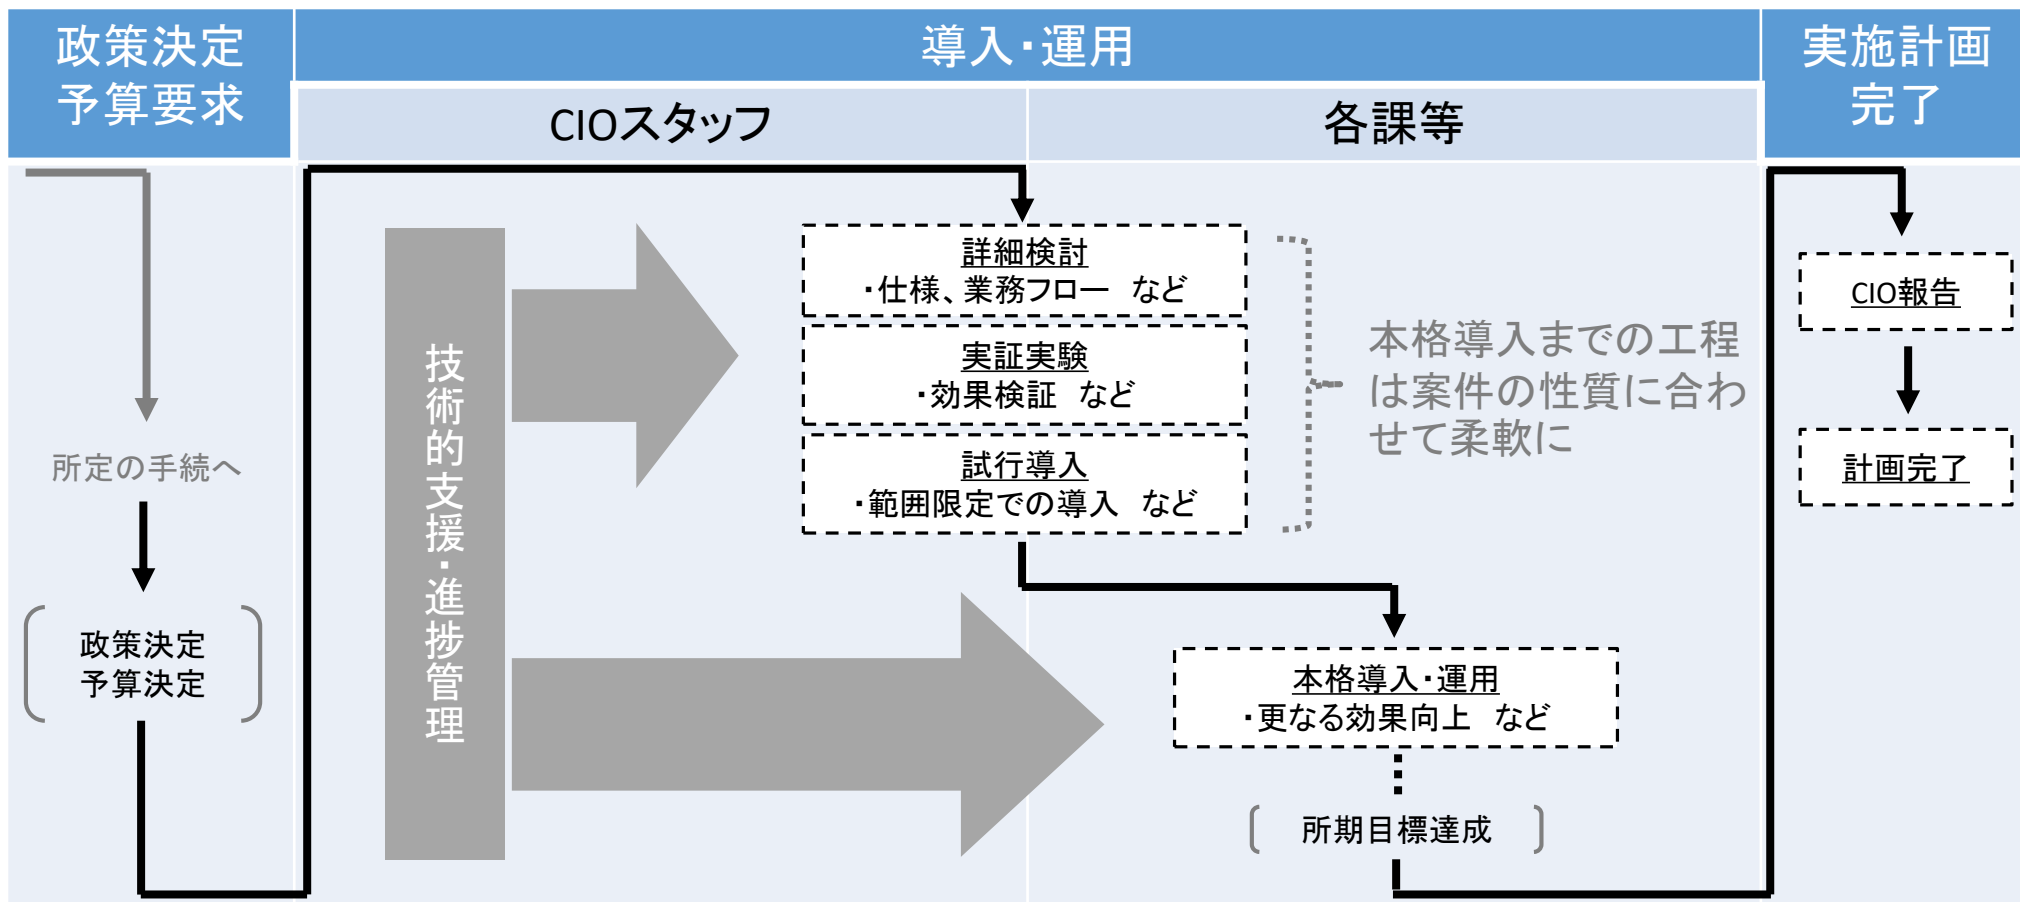 政策決定
予算要求
導入・運用
実施計画
完了
CIOスタッフ
各課等
所定の手続へ
政策決定
予算決定
技術的支援・進捗管理
詳細検討
・仕様、業務フロー　など
実証実験
・効果検証　など
試行導入
・範囲限定での導入　など
本格導入までの工程
は案件の性質に合わ
せて柔軟に
本格導入・運用
・更なる効果向上　など
所期目標達成
CIO報告
計画完了